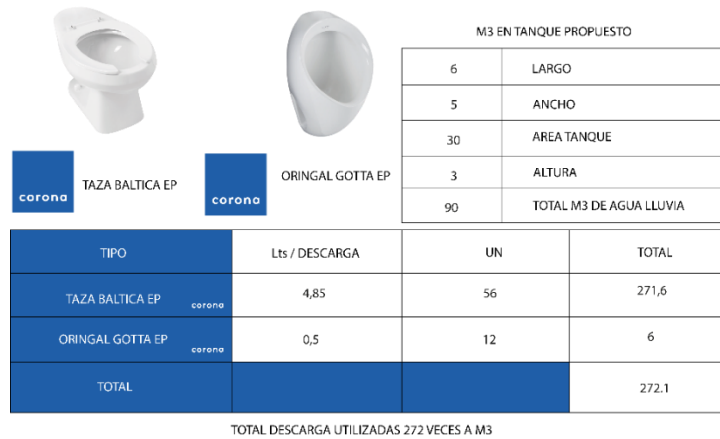 M3 EN TANQUE PROPUESTO
6 LARGO
5 ANCHO
30 AREA TANQUE
3 ALTURA
90 TOTAL M3 DE AGUA LLUVIA
corona TAZA BALTICA EP
corona ORINGAL GOTTA EP
TIPO Lts / DESCARGA UN TOTAL
TAZA BALTICA EP corona 4,85 56 271,6
ORINGAL GOTTA EP corona 0,5 12 6
TOTAL 272.1
TOTAL DESCARGA UTILIZADAS 272 VECES A M3